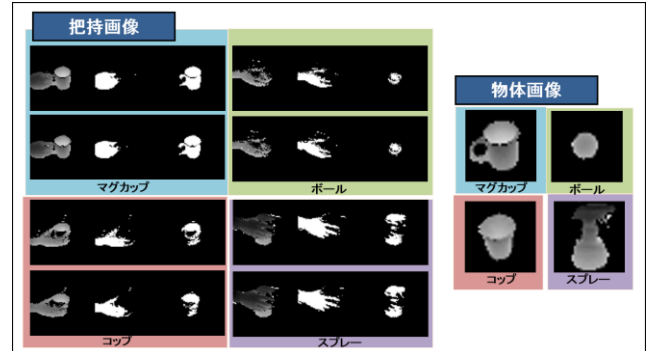 把持画像
マグカップ
ボール
コップ
スプレー
物体画像
マグカップ
ボール
コップ
スプレー